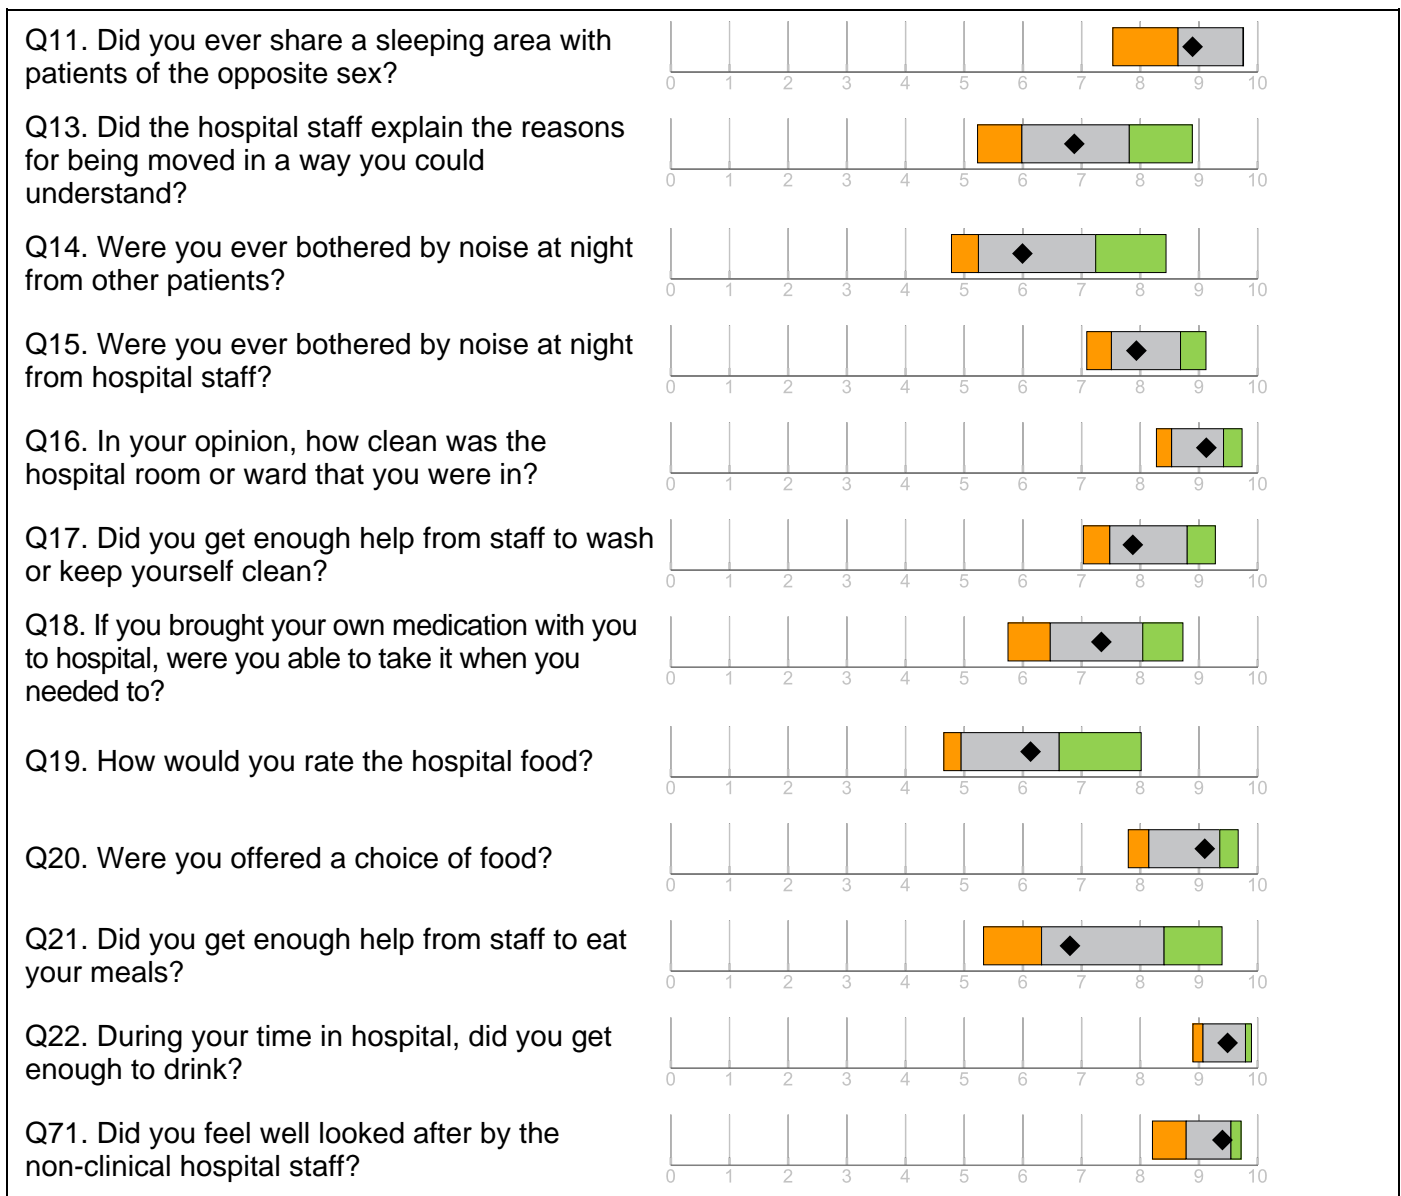 Q11. Did you ever share a sleeping area with
patients of the opposite sex?
0 1 2 3 4 5 6 7 8 9 10
Q13. Did the hospital staff explain the reasons
for being moved in a way you could
understand?
0 1 2 3 4 5 6 7 8 9 10
Q14. Were you ever bothered by noise at night
from other patients?
0 1 2 3 4 5 6 7 8 9 10
Q15. Were you ever bothered by noise at night
from hospital staff?
0 1 2 3 4 5 6 7 8 9 10
Q16. In your opinion, how clean was the
hospital room or ward that you were in?
0 1 2 3 4 5 6 7 8 9 10
Q17. Did you get enough help from staff to wash
or keep yourself clean?
0 1 2 3 4 5 6 7 8 9 10
Q18. If you brought your own medication with you
to hospital, were you able to take it when you
needed to?
0 1 2 3 4 5 6 7 8 9 10
Q19. How would you rate the hospital food?
0 1 2 3 4 5 6 7 8 9 10
Q20. Were you offered a choice of food?
0 1 2 3 4 5 6 7 8 9 10
Q21. Did you get enough help from staff to eat
your meals?
0 1 2 3 4 5 6 7 8 9 10
Q22. During your time in hospital, did you get
enough to drink?
0 1 2 3 4 5 6 7 8 9 10
Q71. Did you feel well looked after by the
non-clinical hospital staff?
0 1 2 3 4 5 6 7 8 9 10